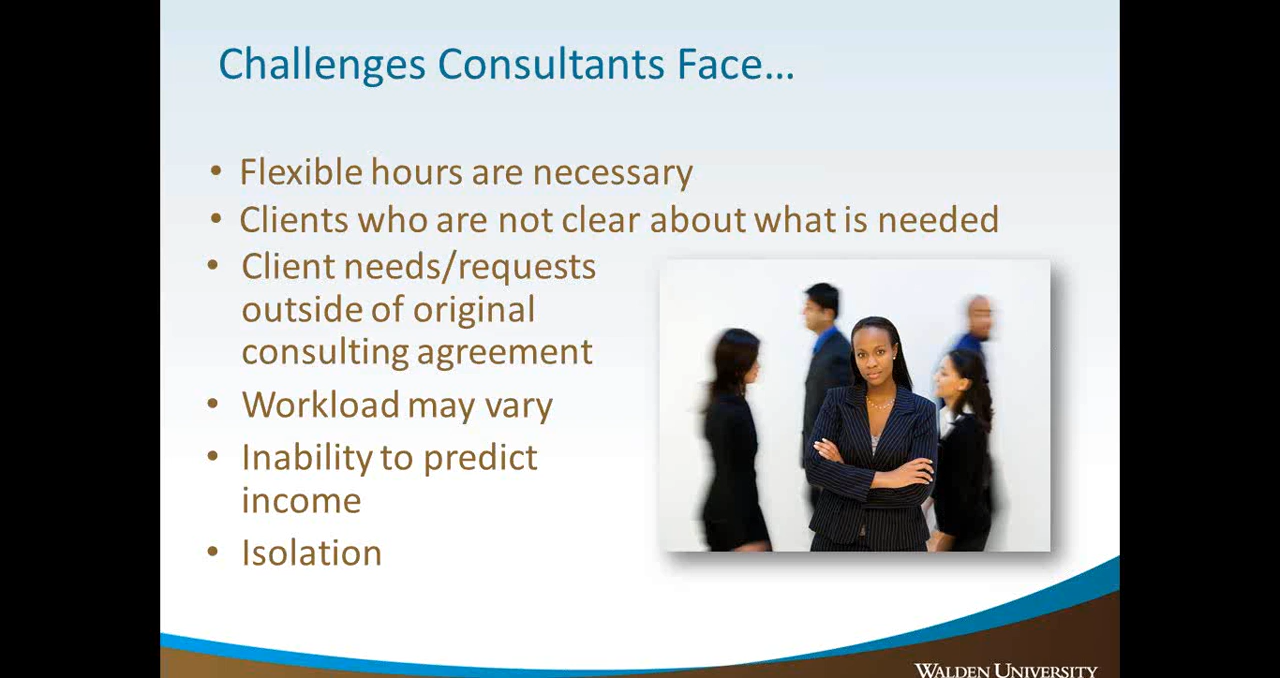 Challenges Consultants Face...
• Flexible hours are necessary
• Clients who are not clear about what is needed
• Client needs/requests
outside of original
consulting agreement
• Workload may vary
• Inability to predict
income
• Isolation
WALDEN UNIVERSITY